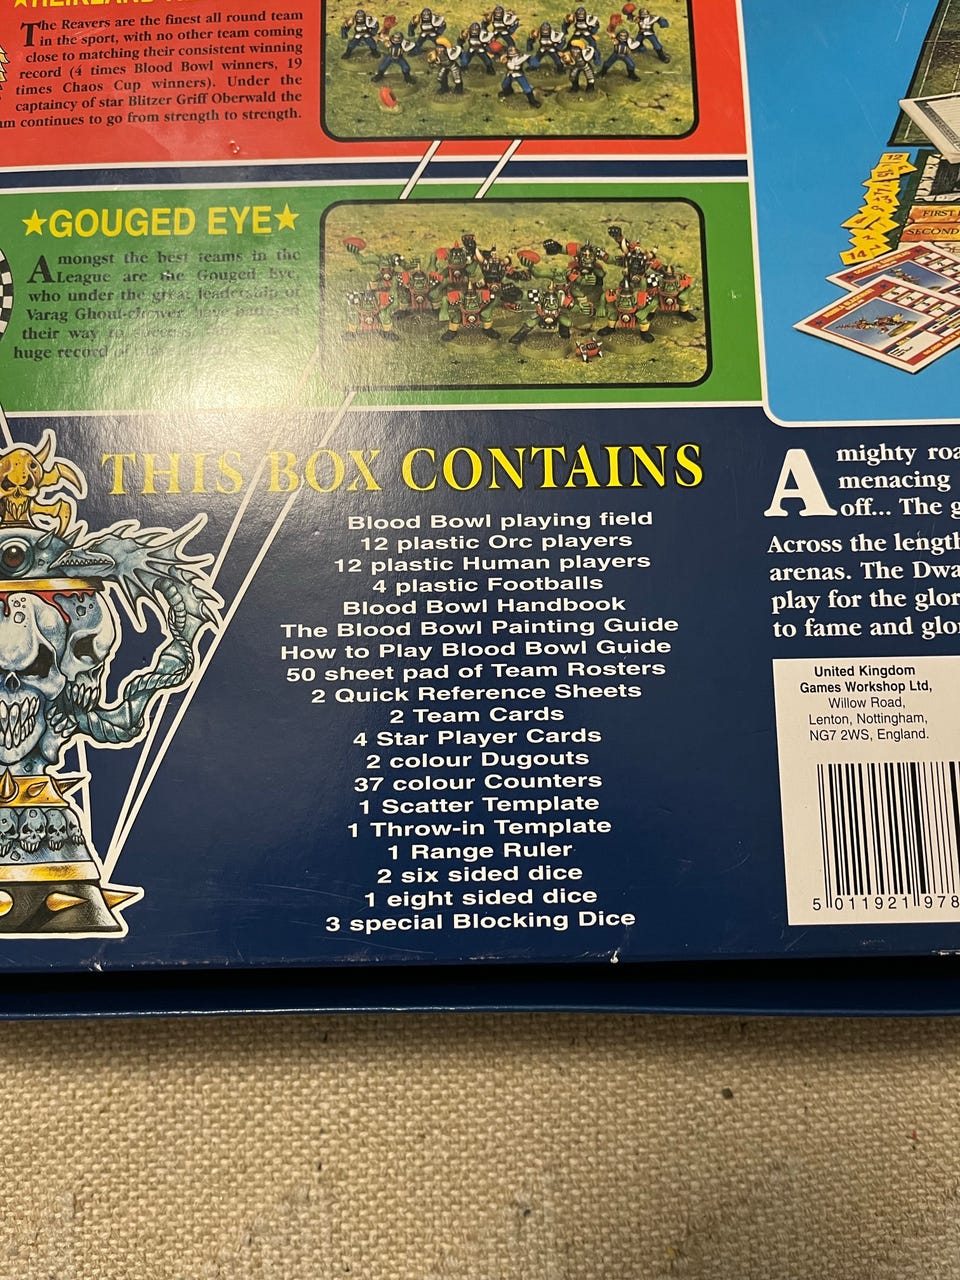 The Reavers are the finest all round team
in the sport, with no other team coming
close to matching their consistent winning
record (4 times Blood Bowl winners, 19
times Chaos Cup winners). Under the
captaincy of star Blitzer Griff Oberwald the
continues to go from strength to strength.
★GOUGED EYE★
Amongst the best teams in the
League are the Gouged Eye,
who under the great leadership of
Varag Ghoul-chewer have
their way to
huge record
THIS BOX CONTAINS
Blood Bowl playing field
12 plastic Orc players
12 plastic Human players
4 plastic Footballs
Blood Bowl Handbook
The Blood Bowl Painting Guide
How to Play Blood Bowl Guide
50 sheet pad of Team Rosters
2 Quick Reference Sheets
2 Team Cards
4 Star Player Cards
2 colour Dugouts
37 colour Counters
1 Scatter Template
1 Throw-in Template
1 Range Ruler
2 six sided dice
1 eight sided dice
3 special Blocking Dice
12
FIRST
SECOND
14
A mighty
menacing
off... The
Across the
arenas. The
play for the
to fame and
United Kingdom
Games Workshop Ltd,
Willow Road,
Lenton, Nottingham,
NG7 2WS, England.
5 011921 978